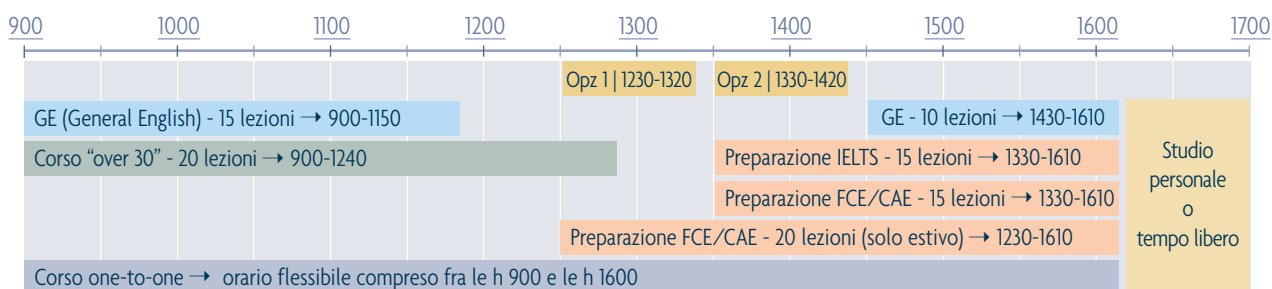 900 1000 1100 1200 1300 1400 1500 1600 1700
Opz 1 | 1230-1320 Opz 2 | 1330-1420
GE (General English) - 15 lezioni → 900-1150 GE - 10 lezioni → 1430-1610
Corso “over 30” - 20 lezioni → 900-1240 Preparazione IELTS - 15 lezioni → 1330-1610
Preparazione FCE/CAE - 15 lezioni → 1330-1610
Preparazione FCE/CAE - 20 lezioni (solo estivo) → 1230-1610
Corso one-to-one → orario flessibile compreso fra le h 900 e le h 1600
Studio
personale
o
tempo libero